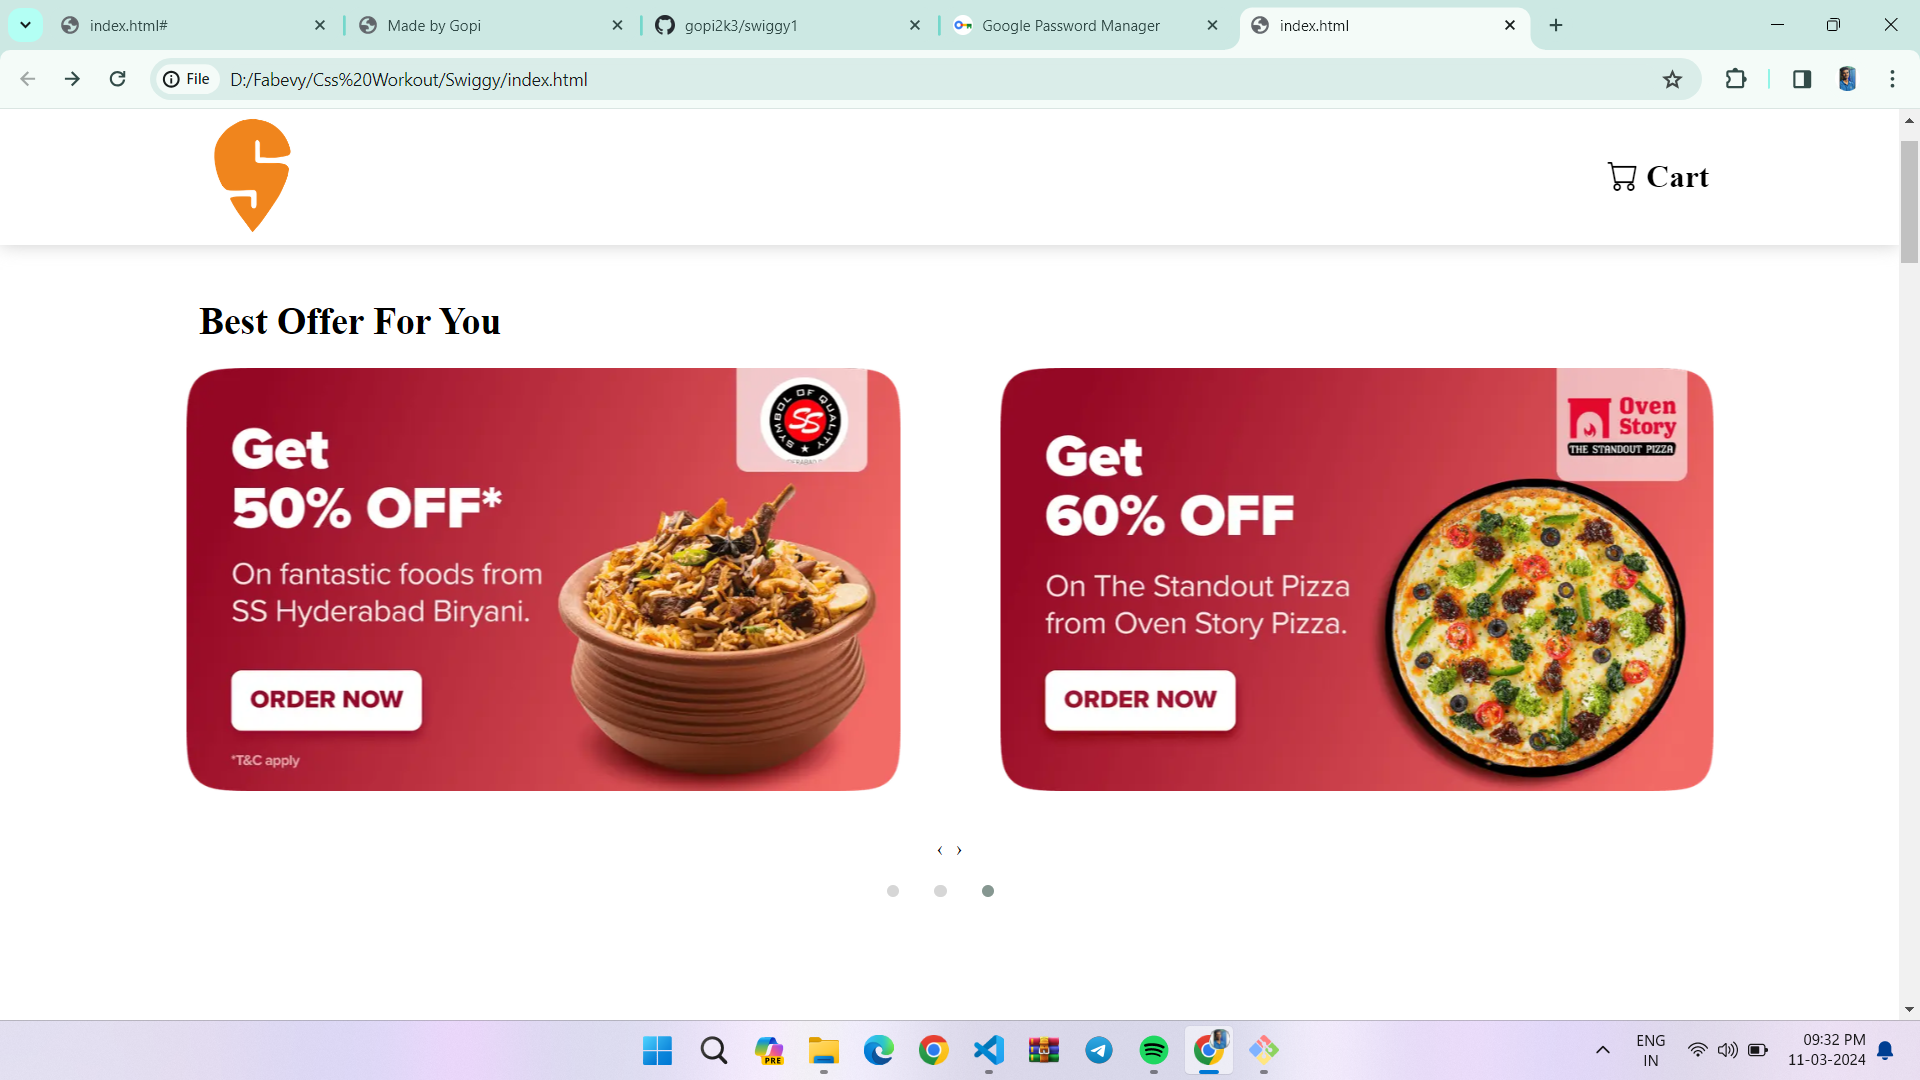 index.html#
Made by Gopi
gopi2k3/swiggy1
Google Password Manager
index.html
File
D:/Fabevy/Css%20Workout/Swiggy/index.html
Cart
Best Offer For You
SYMBOL OF QUALITY
SS
Get
50% OFF*
On fantastic foods from
SS Hyderabad Biryani.
ORDER NOW
*T&C apply
Oven
Story
THE STANDOUT PIZZA
Get
60% OFF
On The Standout Pizza
from Oven Story Pizza.
ORDER NOW
‹ ›
PRE
ENG
IN
09:32 PM
11-03-2024